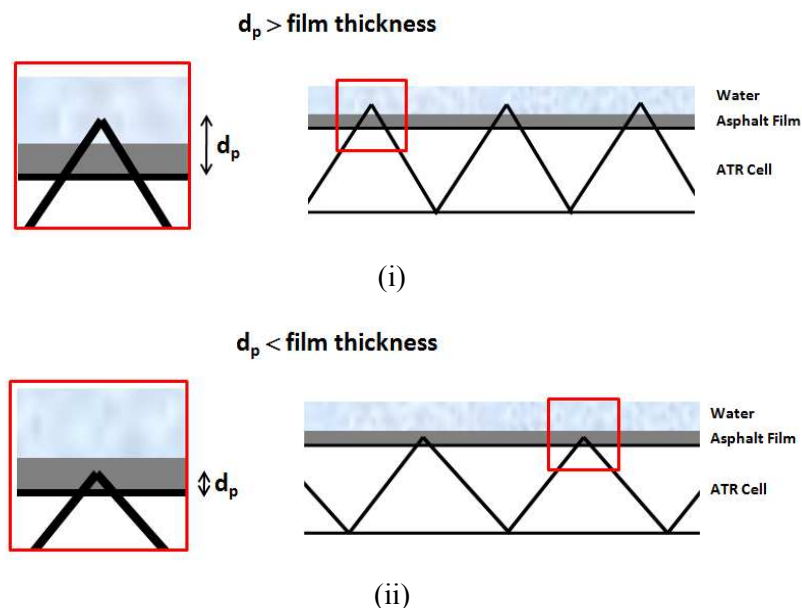 dp > film thickness
Water
Asphalt Film
dp
ATR Cell
(i)
dp < film thickness
Water
Asphalt Film
dp
ATR Cell
(ii)